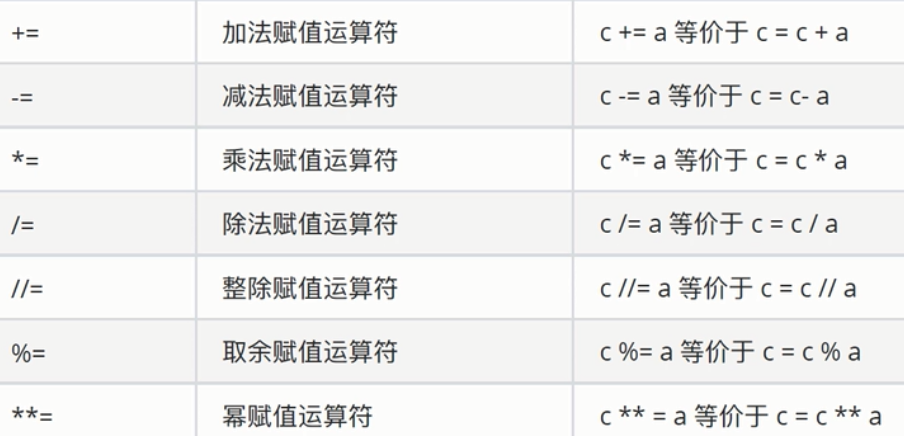 += 加法赋值运算符 c += a 等价于 c = c + a
-= 减法赋值运算符 c -= a 等价于 c = c- a
*= 乘法赋值运算符 c *= a 等价于 c = c * a
/= 除法赋值运算符 c /= a 等价于 c = c / a
//= 整除赋值运算符 c //= a 等价于 c = c // a
%= 取余赋值运算符 c %= a 等价于 c = c % a
**= 幂赋值运算符 c ** = a 等价于 c = c ** a